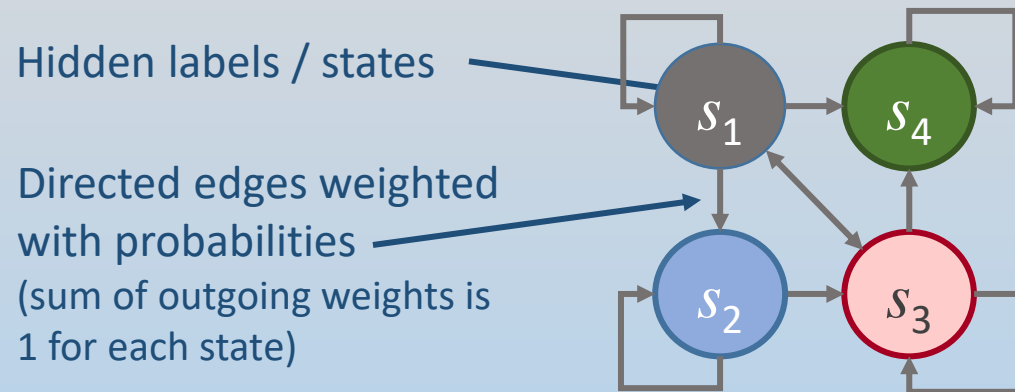 Hidden labels / states
Directed edges weighted
with probabilities
(sum of outgoing weights is
1 for each state)
s₁
s₄
s₂
s₃